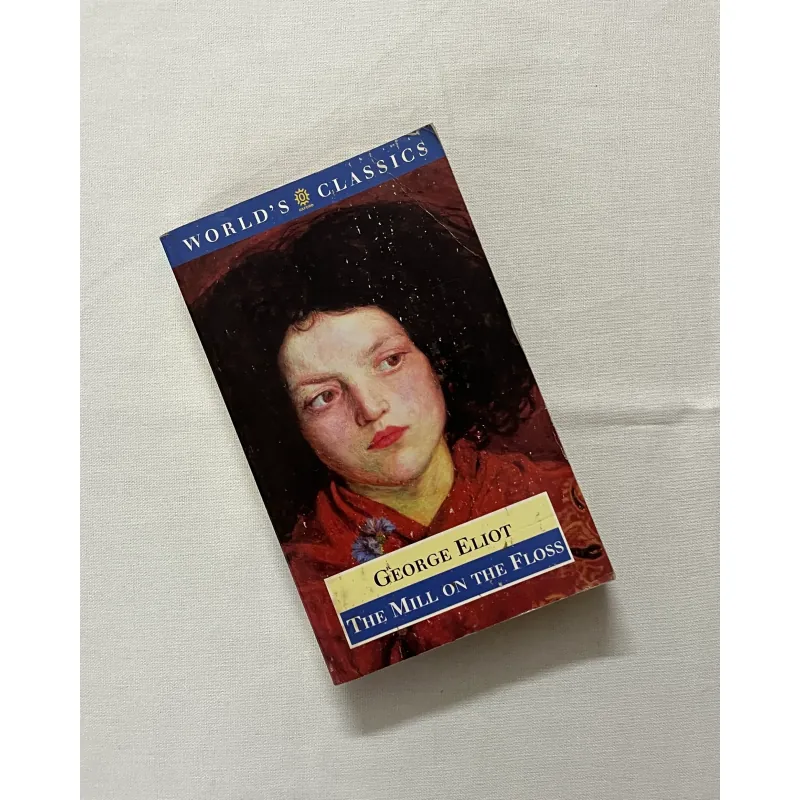 WORLD'S CLASSICS
GEORGE ELIOT
THE MILL ON THE FLOSS